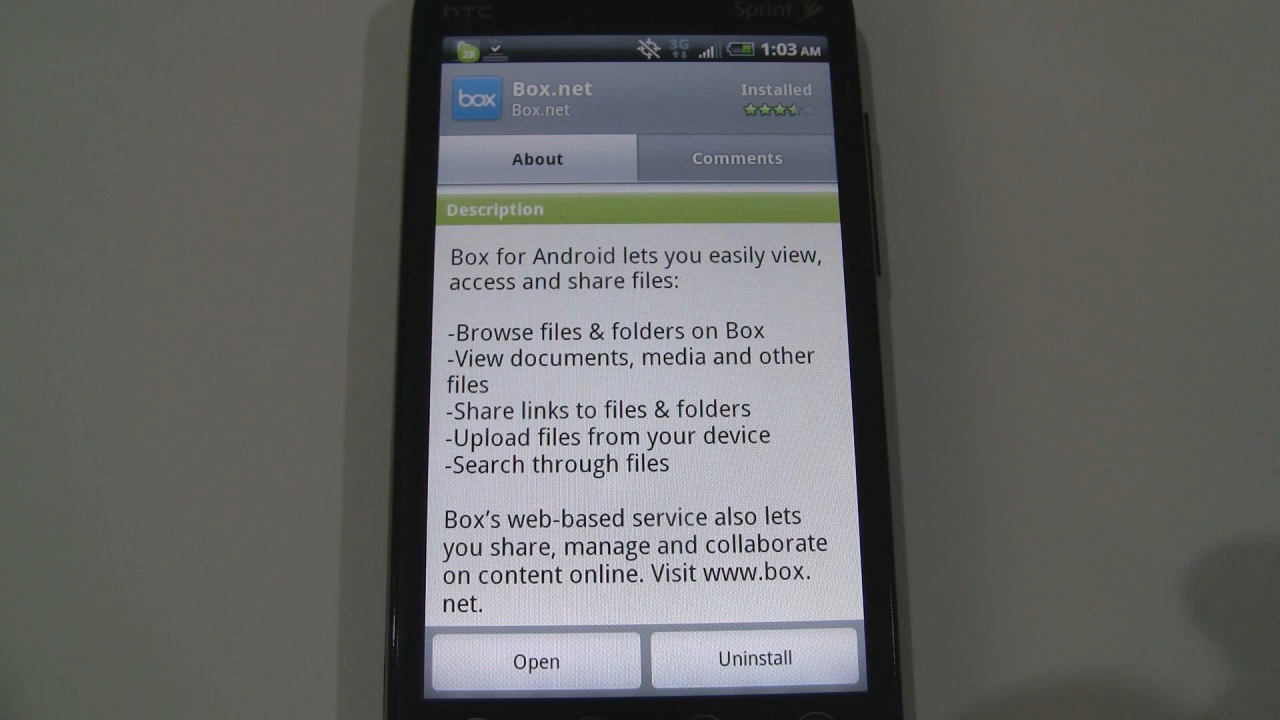 hTC Sprint
28 3G 1:03 AM
box Box.net Installed
Box.net
About Comments
Description
Box for Android lets you easily view,
access and share files:
-Browse files & folders on Box
-View documents, media and other
files
-Share links to files & folders
-Upload files from your device
-Search through files
Box's web-based service also lets
you share, manage and collaborate
on content online. Visit www.box.
net.
Open Uninstall